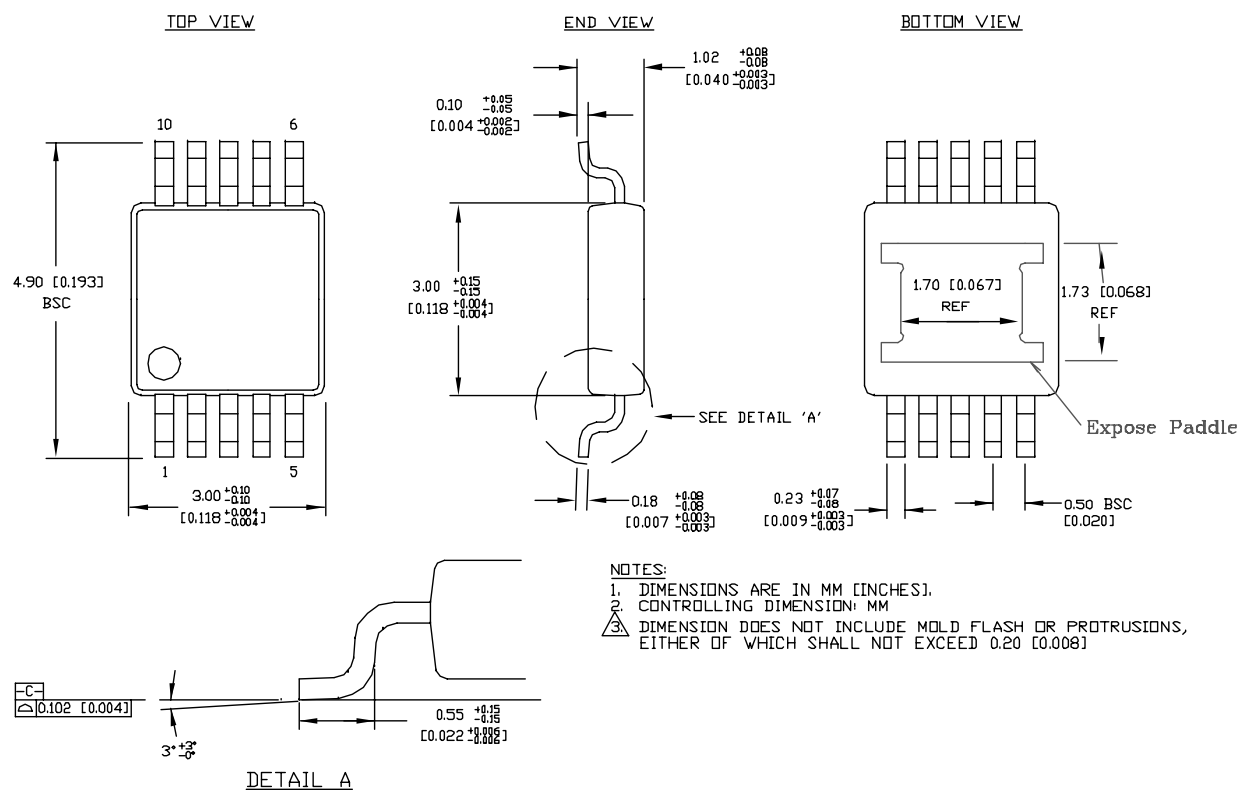 TOP VIEW
END VIEW
BOTTOM VIEW
1.02 +0.08 -0.08
[0.040 +0.003 -0.003]
0.10 +0.05 -0.05
[0.004 +0.002 -0.002]
10
6
4.90 [0.193]
BSC
3.00 +0.15 -0.15
[0.118 +0.004 -0.004]
1.70 [0.067]
REF
1.73 [0.068]
REF
SEE DETAIL 'A'
Expose Paddle
1
5
3.00 +0.10 -0.10
[0.118 +0.004 -0.004]
0.18 +0.08 -0.08
[0.007 +0.003 -0.003]
0.23 +0.07 -0.08
[0.009 +0.003 -0.003]
0.50 BSC
[0.020]
NOTES:
1. DIMENSIONS ARE IN MM [INCHES].
2. CONTROLLING DIMENSION: MM
3. DIMENSION DOES NOT INCLUDE MOLD FLASH OR PROTRUSIONS,
EITHER OF WHICH SHALL NOT EXCEED 0.20 [0.008]
-C-
0.102 [0.004]
3° +3° -0°
0.55 +0.15 -0.15
[0.022 +0.006 -0.006]
DETAIL A